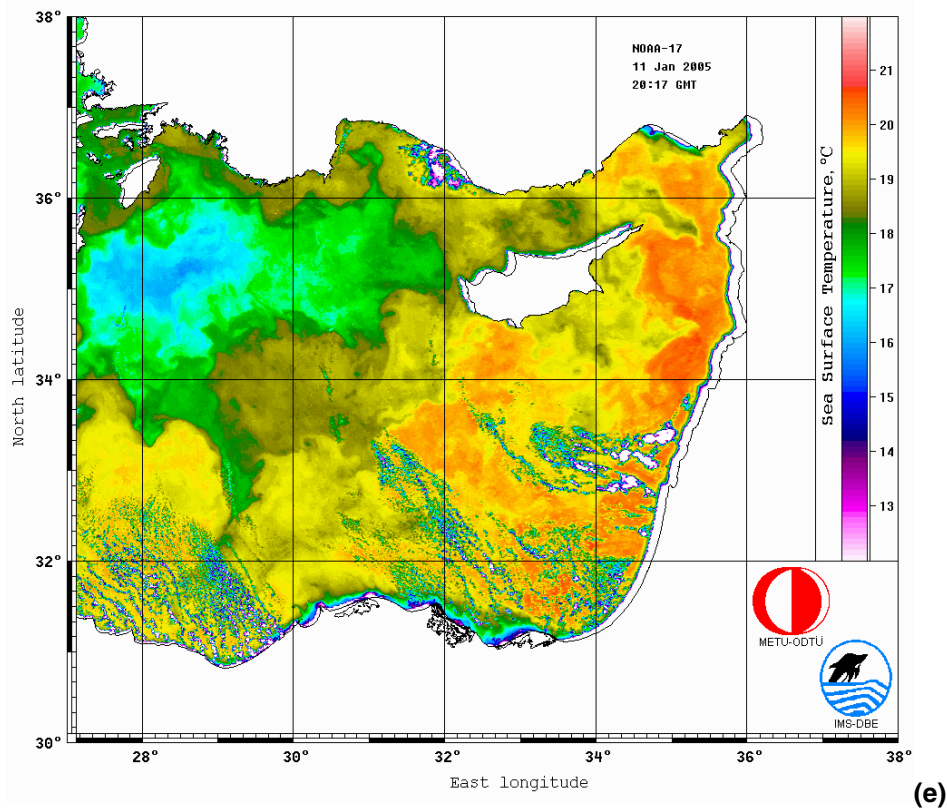 38°
36°
34°
32°
30°
28°
30°
32°
34°
36°
38°
North latitude
East longitude
NOAA-17
11 Jan 2005
20:17 GMT
Sea Surface Temperature, °C
21
20
19
18
17
16
15
14
13
METU-ODTÜ
IMS-DBE
(e)